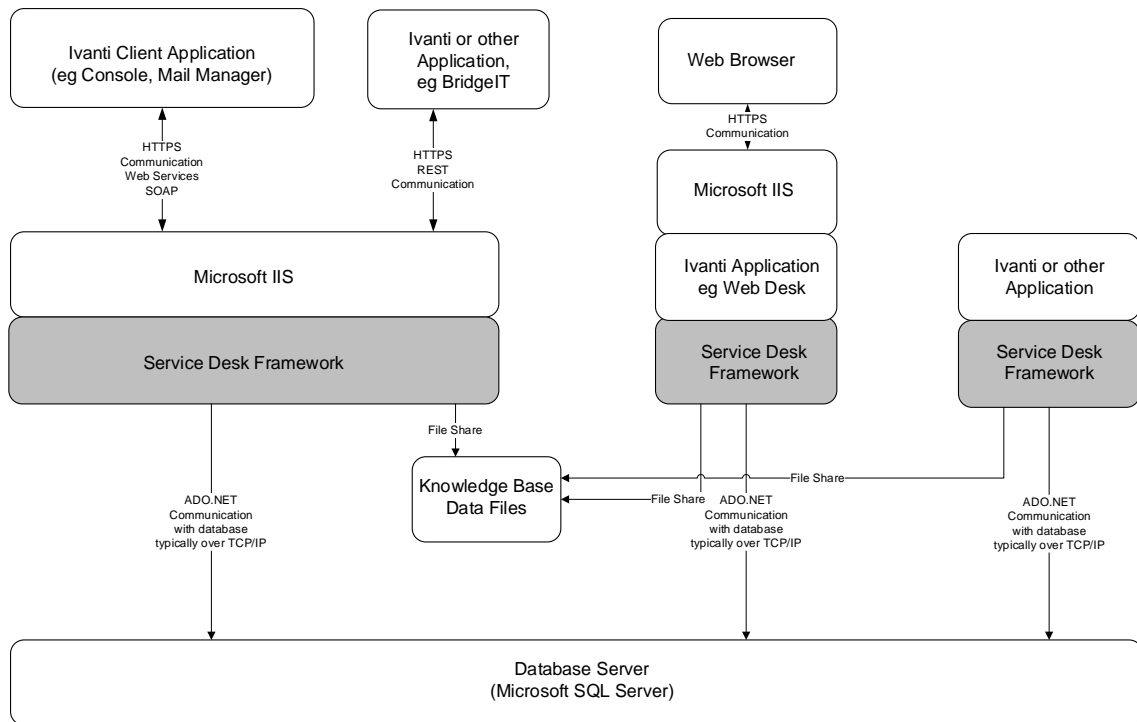 Ivanti Client Application
(eg Console, Mail Manager)
Ivanti or other
Application,
eg BridgeIT
Web Browser
HTTPS
Communication
HTTPS
Communication
Web Services
SOAP
HTTPS
REST
Communication
Microsoft IIS
Microsoft IIS
Ivanti Application
eg Web Desk
Ivanti or other
Application
Service Desk Framework
Service Desk
Framework
Service Desk
Framework
File Share
Knowledge Base
Data Files
File Share
File Share
ADO.NET
Communication
with database
typically over TCP/IP
ADO.NET
Communication
with database
typically over TCP/IP
ADO.NET
Communication
with database
typically over TCP/IP
Database Server
(Microsoft SQL Server)